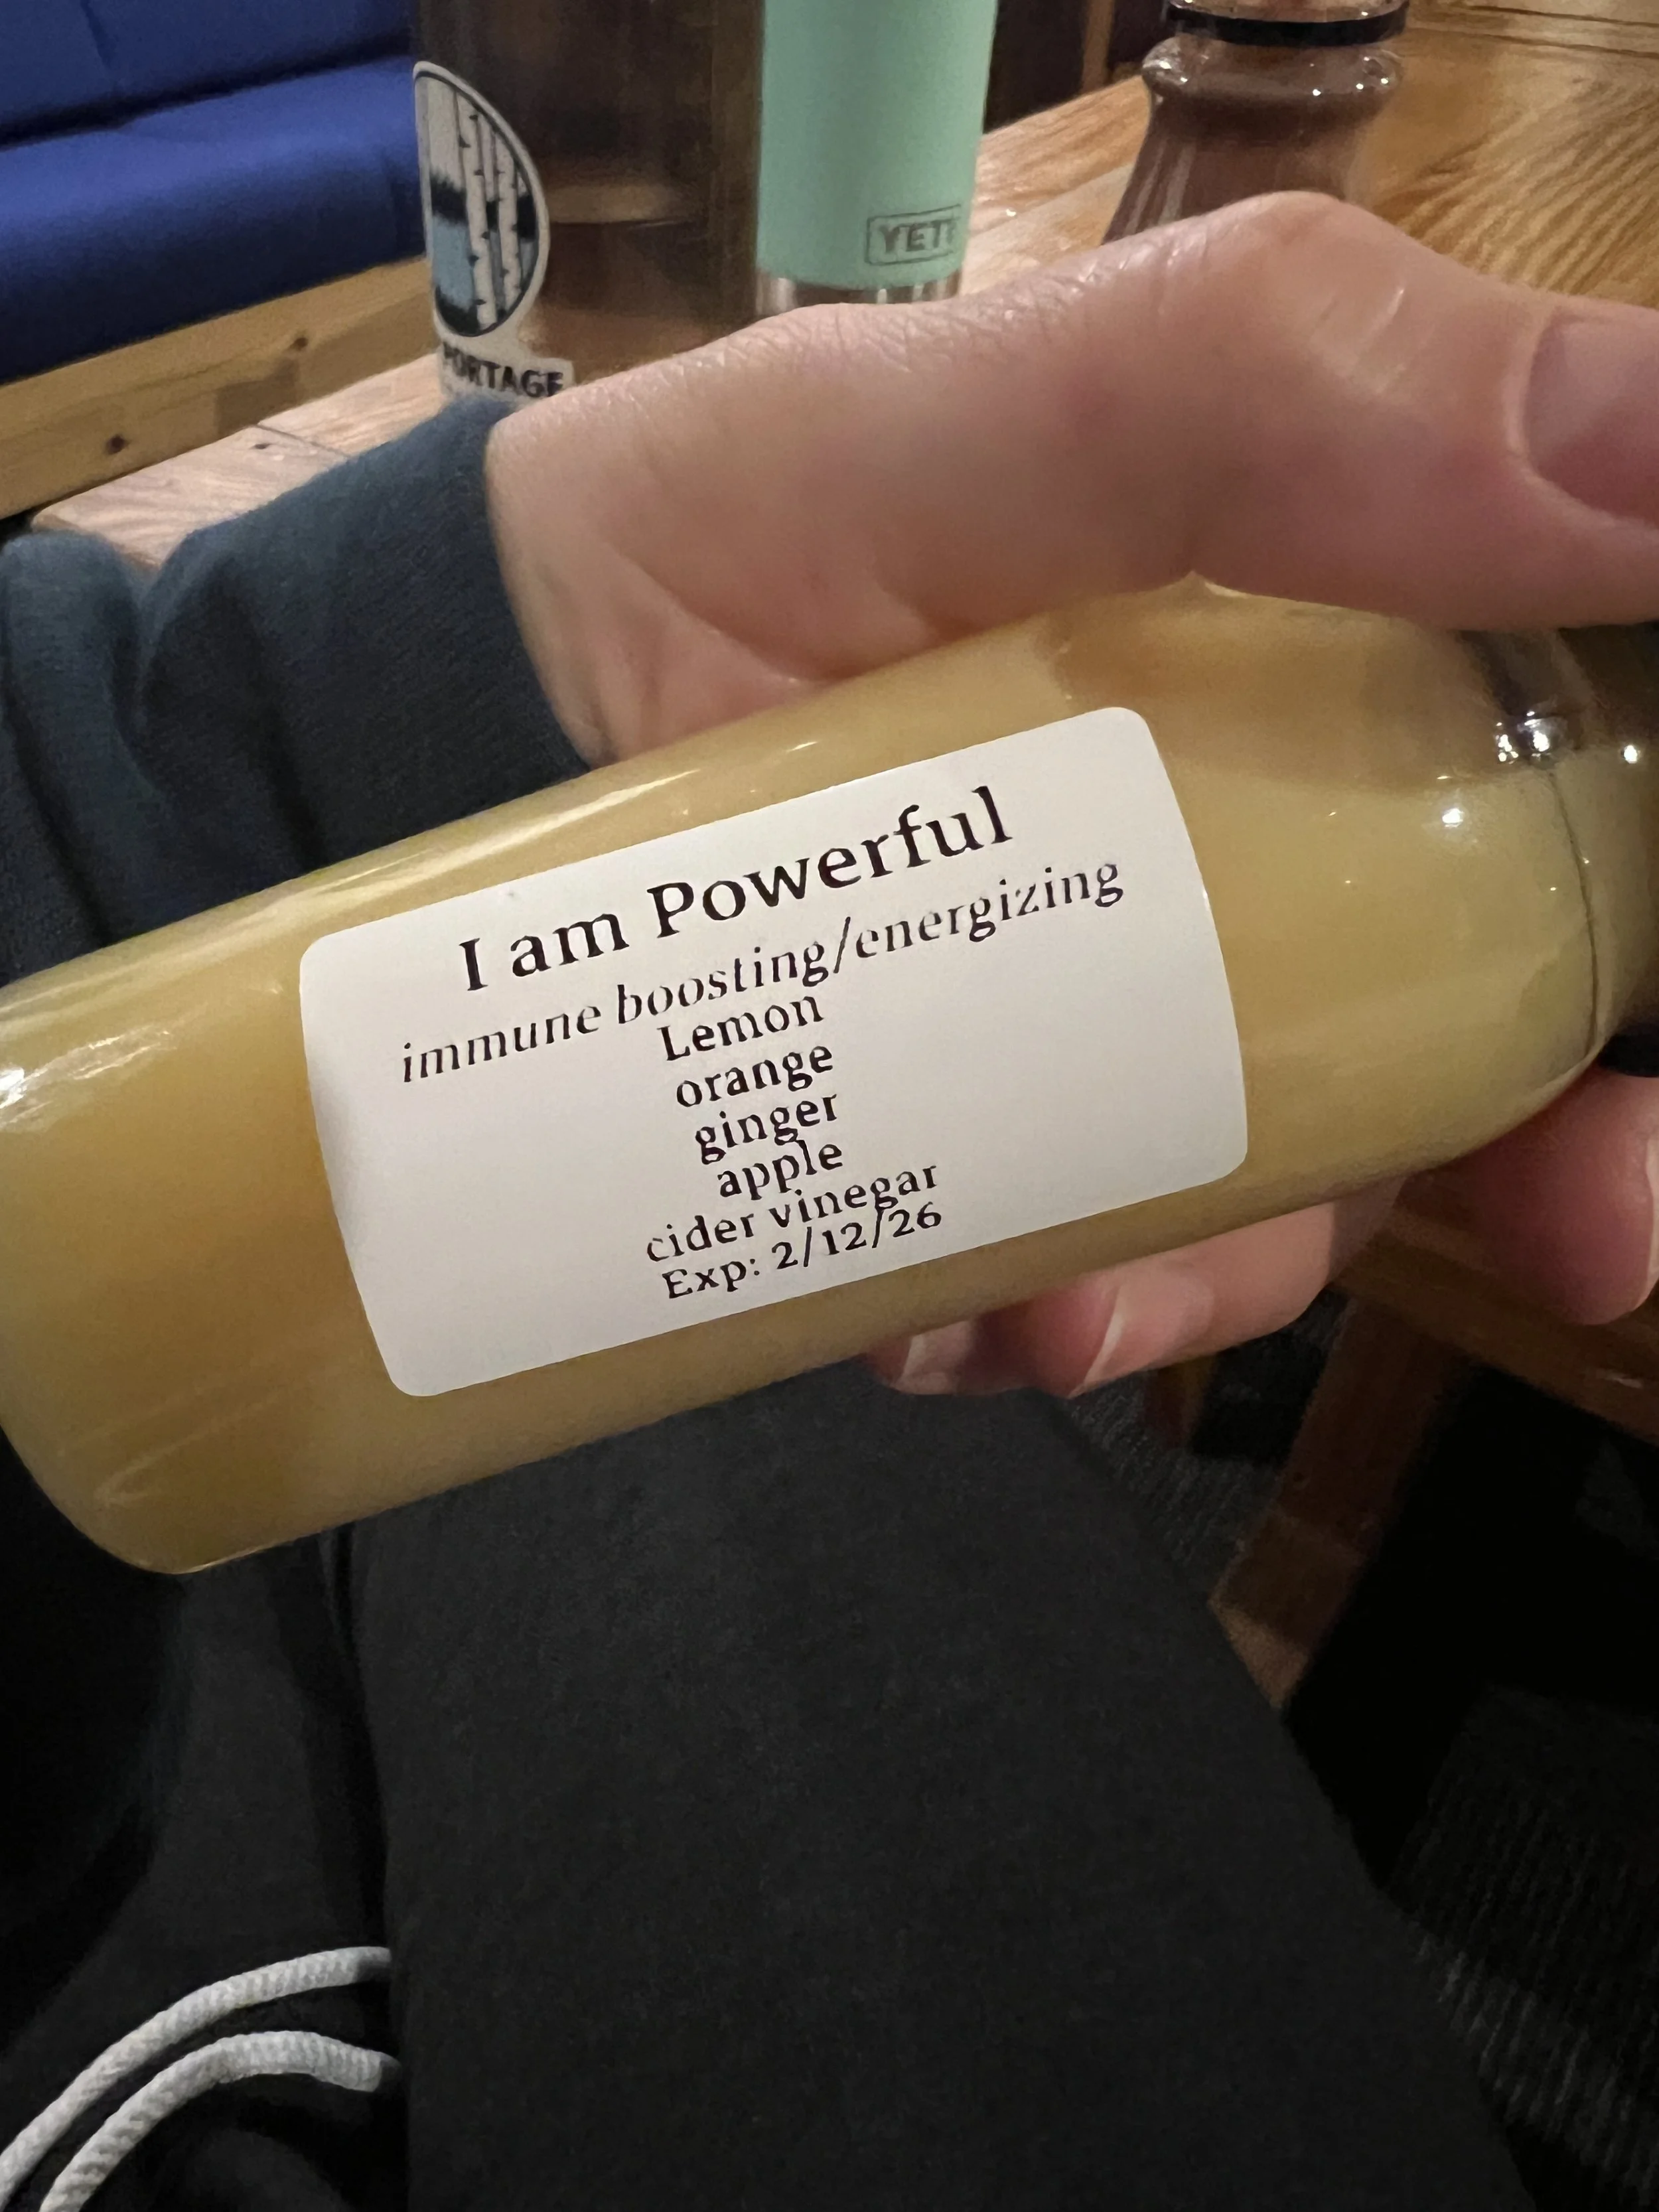 PORTAGE
YETI
I am Powerful
immune boosting/energizing
Lemon
orange
ginger
apple
cider vinegar
Exp: 2/12/26